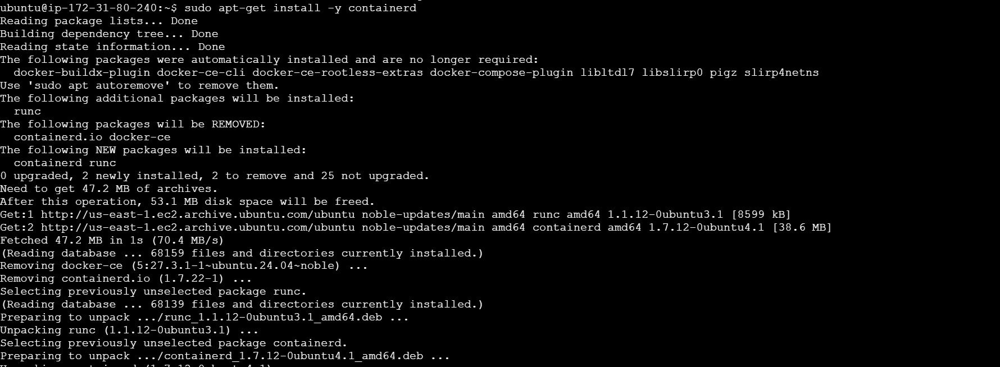 ubuntu@ip-172-31-80-240:~$ sudo apt-get install -y containerd
Reading package lists... Done
Building dependency tree... Done
Reading state information... Done
The following packages were automatically installed and are no longer required:
  docker-buildx-plugin docker-ce-cli docker-ce-rootless-extras docker-compose-plugin libltdl7 libslirp0 pigz slirp4netns
Use 'sudo apt autoremove' to remove them.
The following additional packages will be installed:
  runc
The following packages will be REMOVED:
  containerd.io docker-ce
The following NEW packages will be installed:
  containerd runc
0 upgraded, 2 newly installed, 2 to remove and 25 not upgraded.
Need to get 47.2 MB of archives.
After this operation, 53.1 MB disk space will be freed.
Get:1 http://us-east-1.ec2.archive.ubuntu.com/ubuntu noble-updates/main amd64 runc amd64 1.1.12-0ubuntu3.1 [8599 kB]
Get:2 http://us-east-1.ec2.archive.ubuntu.com/ubuntu noble-updates/main amd64 containerd amd64 1.7.12-0ubuntu4.1 [38.6 MB]
Fetched 47.2 MB in 1s (70.4 MB/s)
(Reading database ... 68159 files and directories currently installed.)
Removing docker-ce (5:27.3.1-1~ubuntu.24.04~noble) ...
Removing containerd.io (1.7.22-1) ...
Selecting previously unselected package runc.
(Reading database ... 68139 files and directories currently installed.)
Preparing to unpack .../runc_1.1.12-0ubuntu3.1_amd64.deb ...
Unpacking runc (1.1.12-0ubuntu3.1) ...
Selecting previously unselected package containerd.
Preparing to unpack .../containerd_1.7.12-0ubuntu4.1_amd64.deb ...